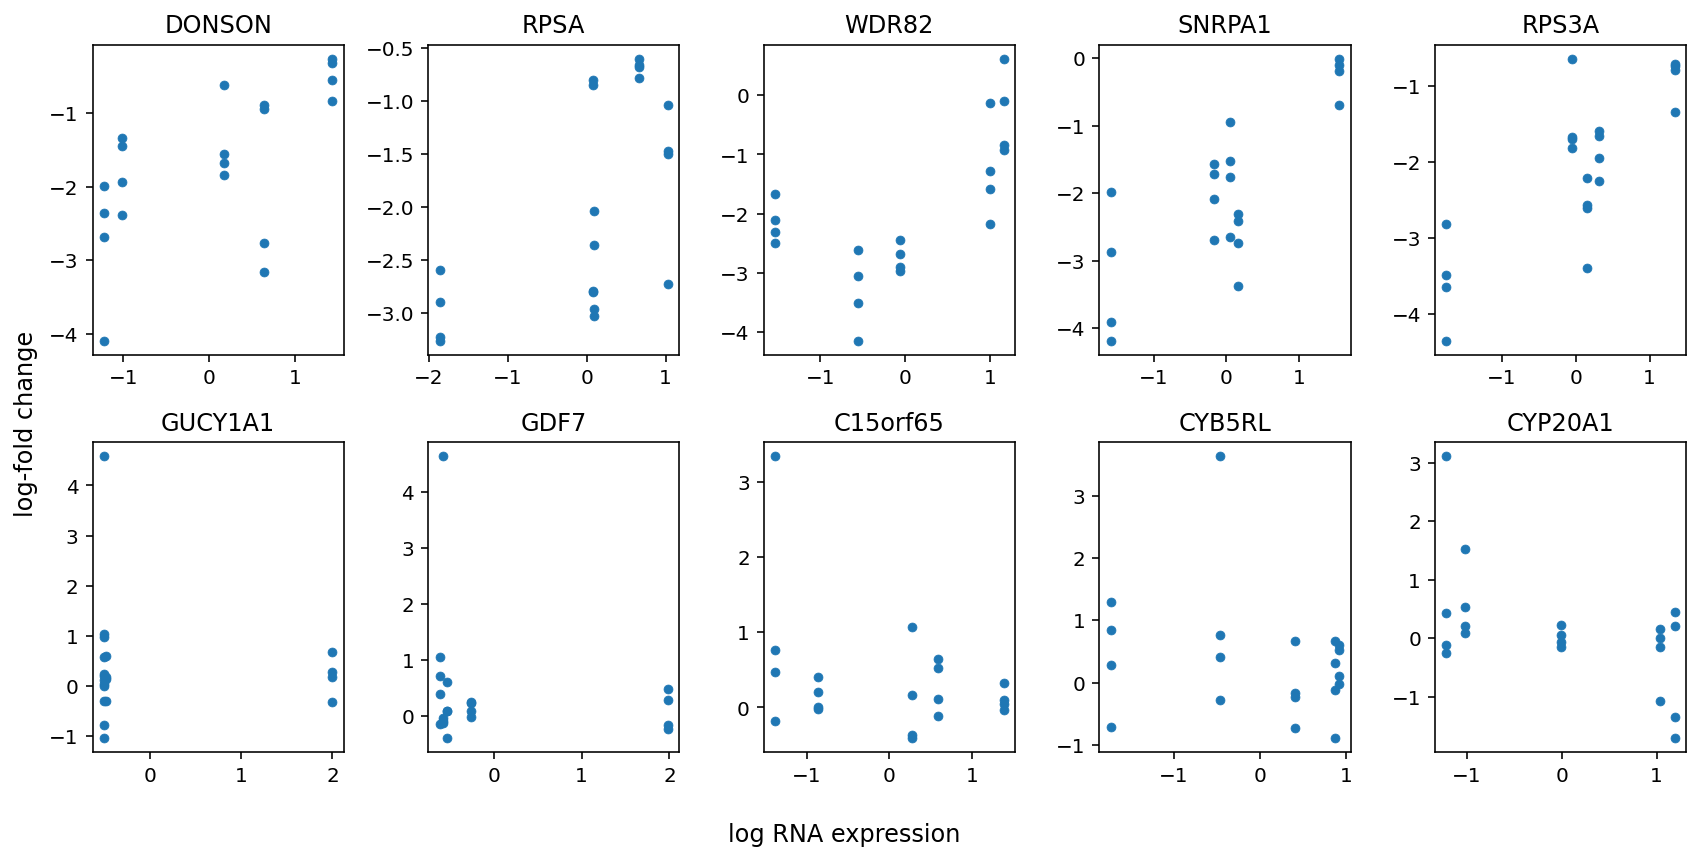 DONSON RPSA WDR82 SNRPA1 RPS3A
−1 −2 −3 −4
−1 0 1
−0.5 −1.0 −1.5 −2.0 −2.5 −3.0
−2 −1 0 1
0 −1 −2 −3 −4
−1 0 1
0 −1 −2 −3 −4
−1 0 1
−1 −2 −3 −4
−1 0 1
log-fold change
GUCY1A1 GDF7 C15orf65 CYB5RL CYP20A1
4 3 2 1 0 −1
0 1 2
4 3 2 1 0
0 1 2
3 2 1 0
−1 0 1
3 2 1 0 −1
−1 0 1
3 2 1 0 −1
−1 0 1
log RNA expression